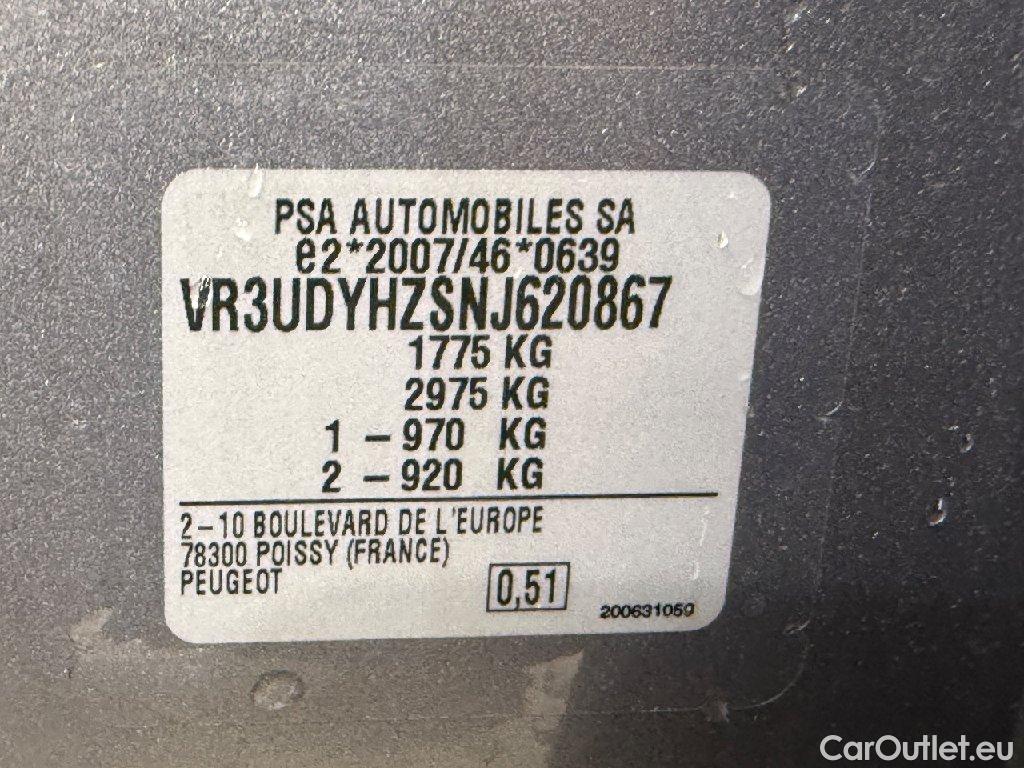 PSA AUTOMOBILES SA
e2*2007/46*0639
VR3UDYHZSNJ620867
1775 KG
2975 KG
1 – 970 KG
2 – 920 KG
2–10 BOULEVARD DE L'EUROPE
78300 POISSY (FRANCE)
PEUGEOT
0,51
200631059
CarOutlet.eu